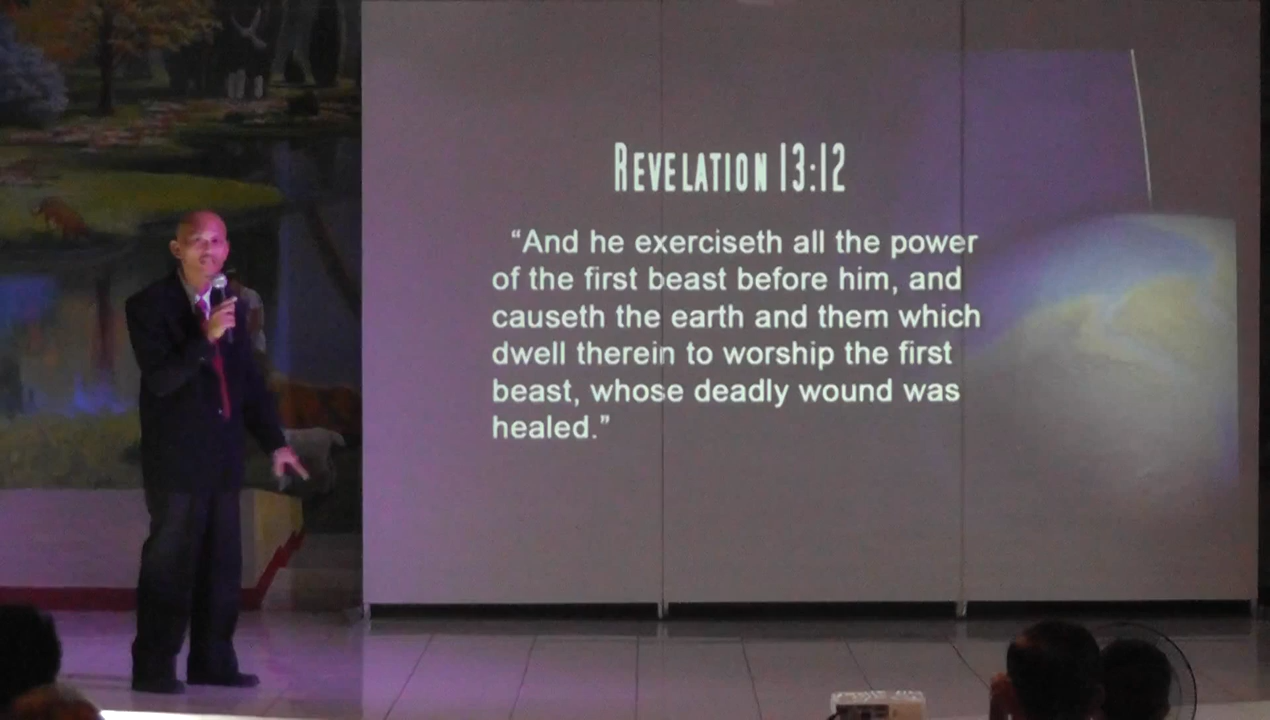 REVELATION 13:12
“And he exerciseth all the power
of the first beast before him, and
causeth the earth and them which
dwell therein to worship the first
beast, whose deadly wound was
healed.”